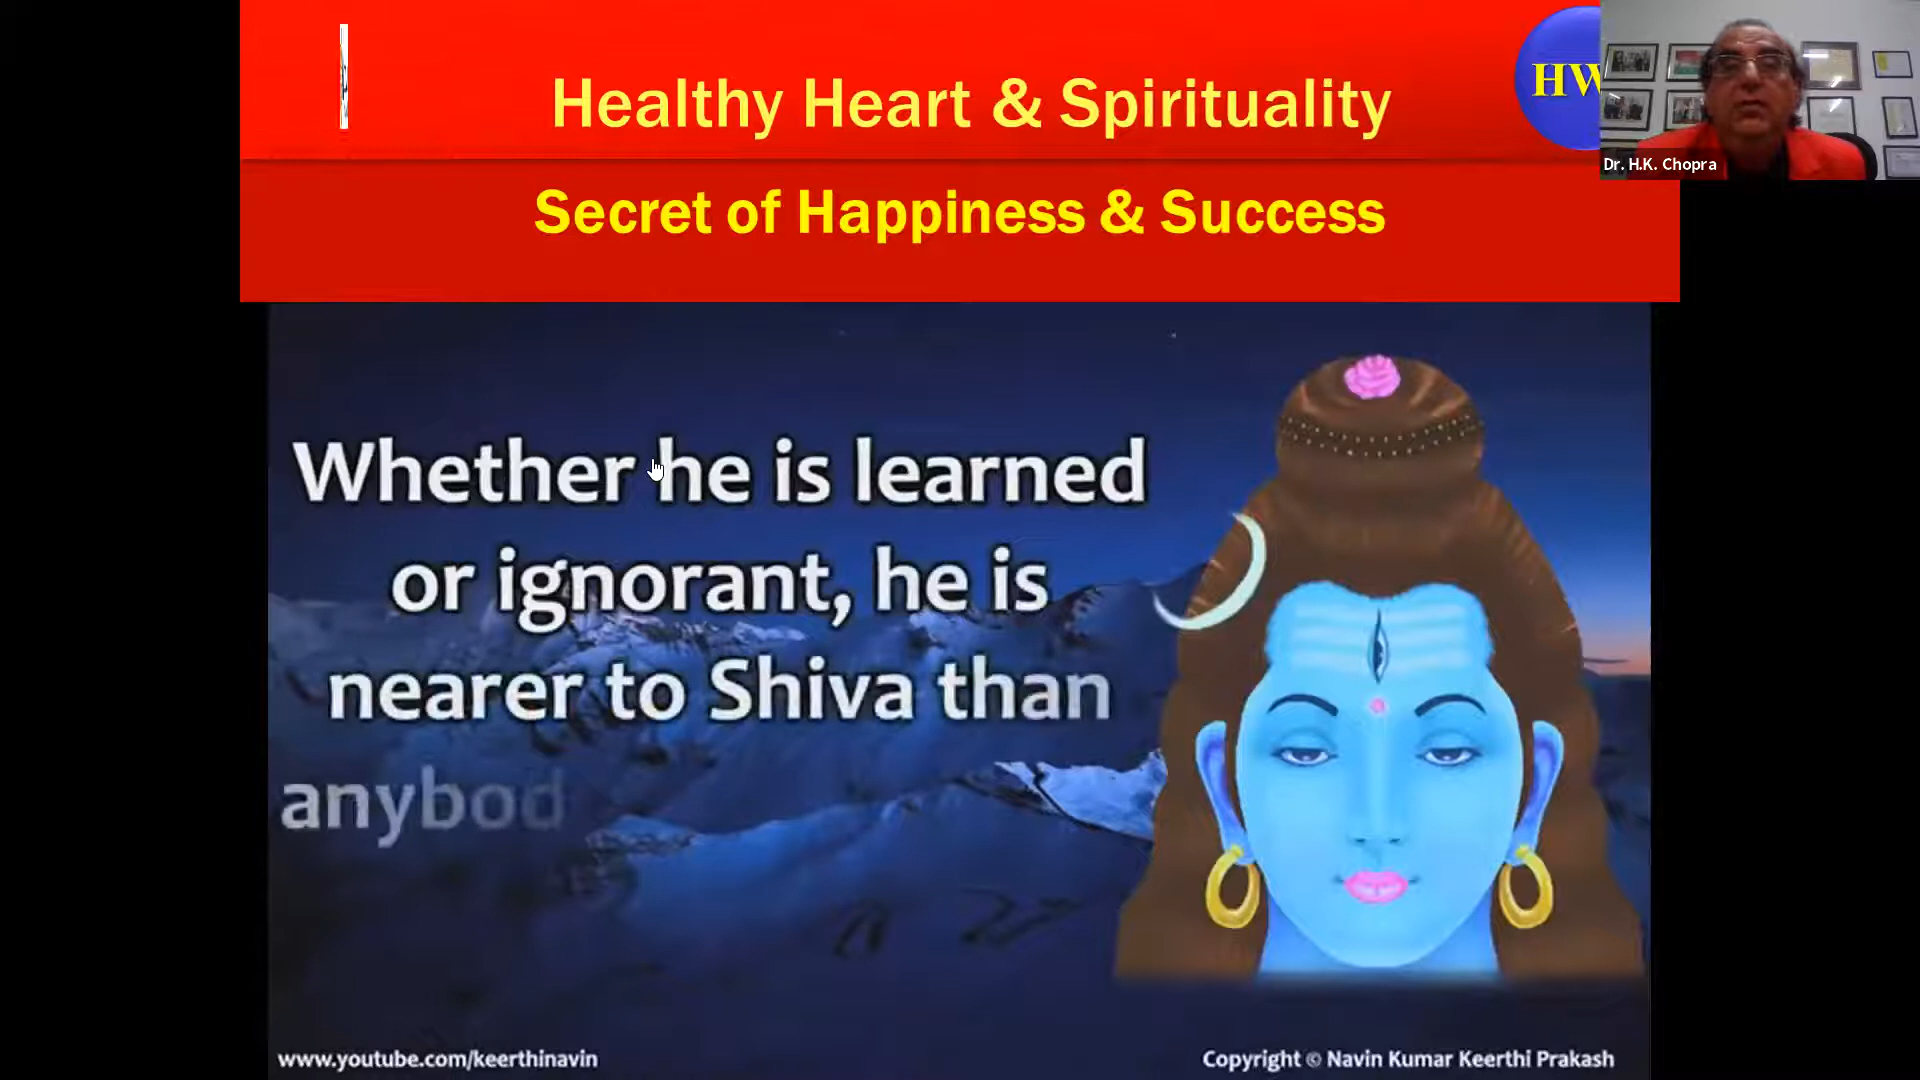 Healthy Heart & Spirituality
HW
Dr. H.K. Chopra
Secret of Happiness & Success
Whether he is learned
or ignorant, he is
nearer to Shiva than
anybod
www.youtube.com/keerthinavin
Copyright © Navin Kumar Keerthi Prakash